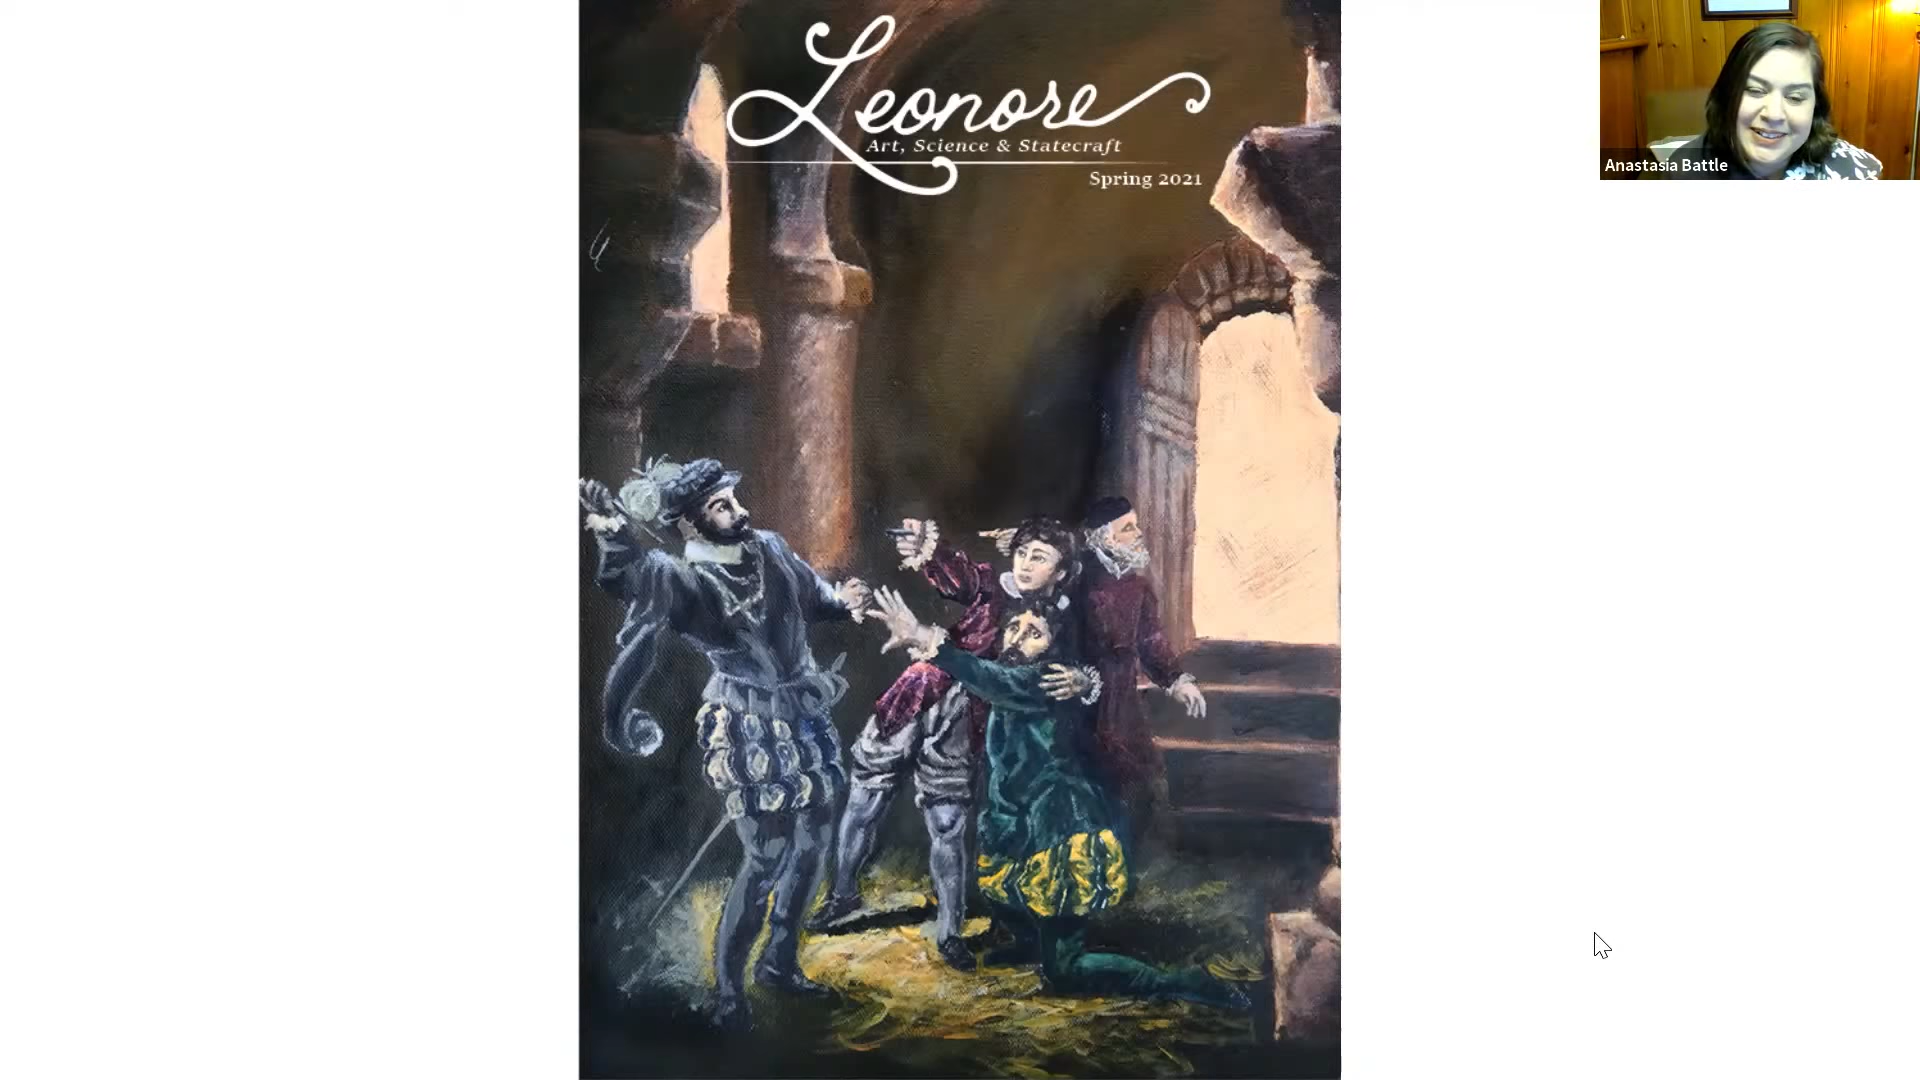 Leonore
Art, Science & Statecraft
Spring 2021
Anastasia Battle